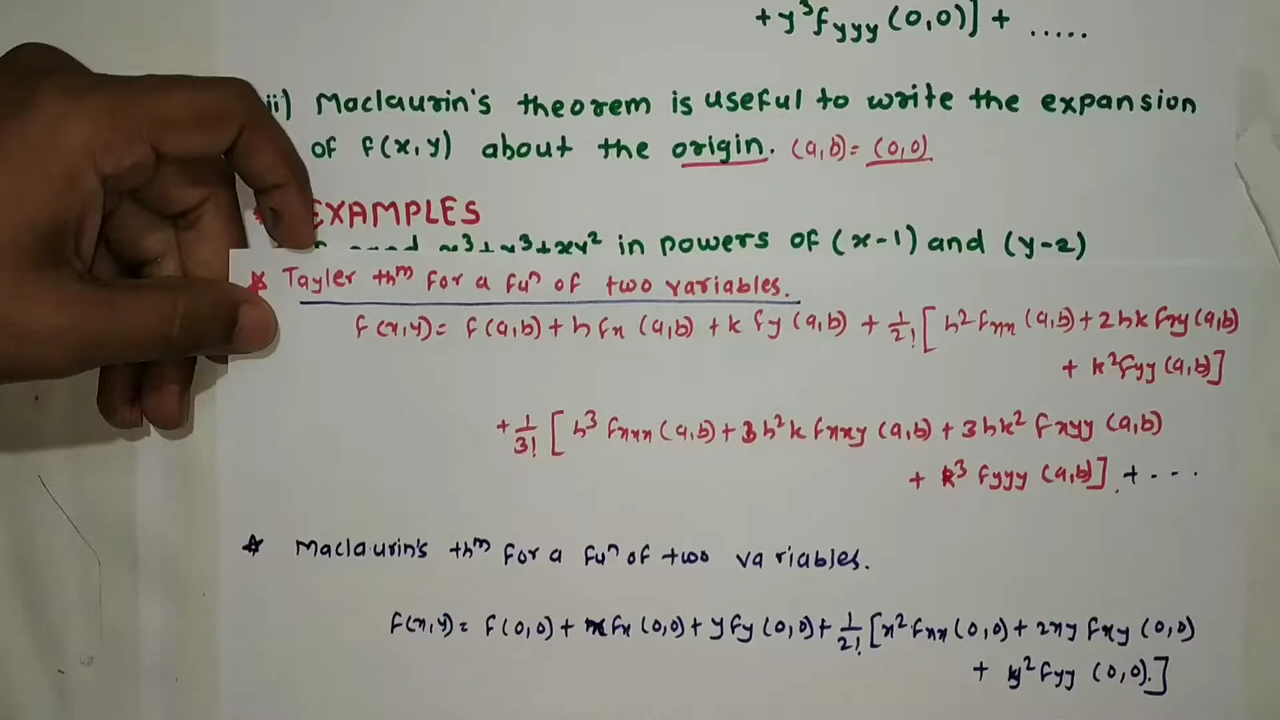 + y³fyyy (0,0)] + .....
ii) Maclaurin's theorem is useful to write the expansion
of f(x,y) about the origin. (a,b) = (0,0)
EXAMPLES
x³+y³+xy² in powers of (x-1) and (y-2)
* Tayler thᵐ for a fuⁿ of two variables.
f(x,y) = f(a,b) + h fx (a,b) + k fy (a,b) + 1/2! [ h² fxx (a,b) + 2hk fxy (a,b)
+ k² fyy (a,b)]
+ 1/3! [ h³ fxxx (a,b) + 3h²k fxxy (a,b) + 3hk² fxyy (a,b)
+ k³ fyyy (a,b)] + ---
* Maclaurin's thᵐ for a fuⁿ of two variables.
f(x,y) = f(0,0) + x fx (0,0) + y fy (0,0) + 1/2! [x² fxx (0,0) + 2xy fxy (0,0)
+ y² fyy (0,0).]